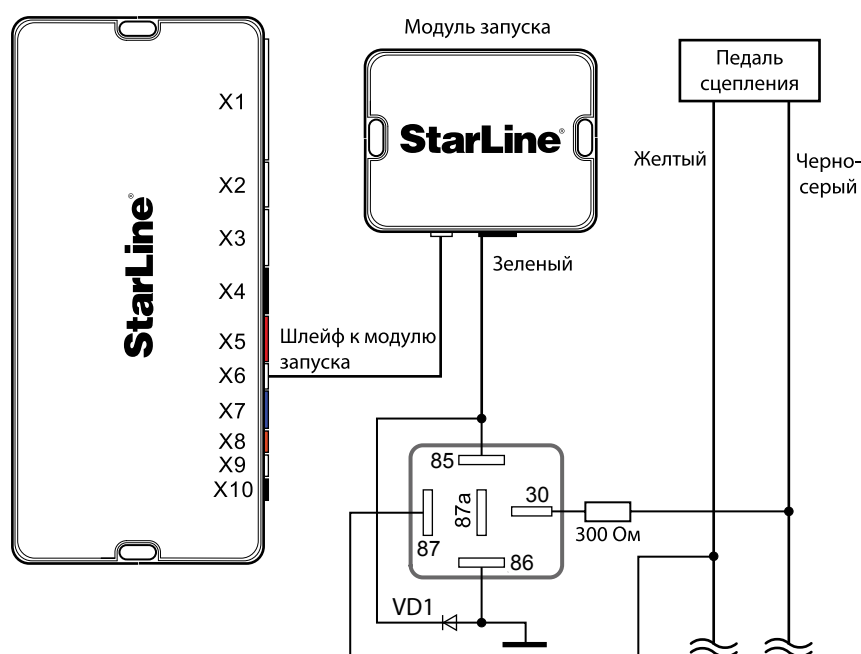 Модуль запуска
StarLine®
Педаль
сцепления
Желтый
Черно-
серый
Зеленый
StarLine®
X1
X2
X3
X4
X5
X6
X7
X8
X9
X10
Шлейф к модулю
запуска
85
30
87a
87
86
300 Ом
VD1